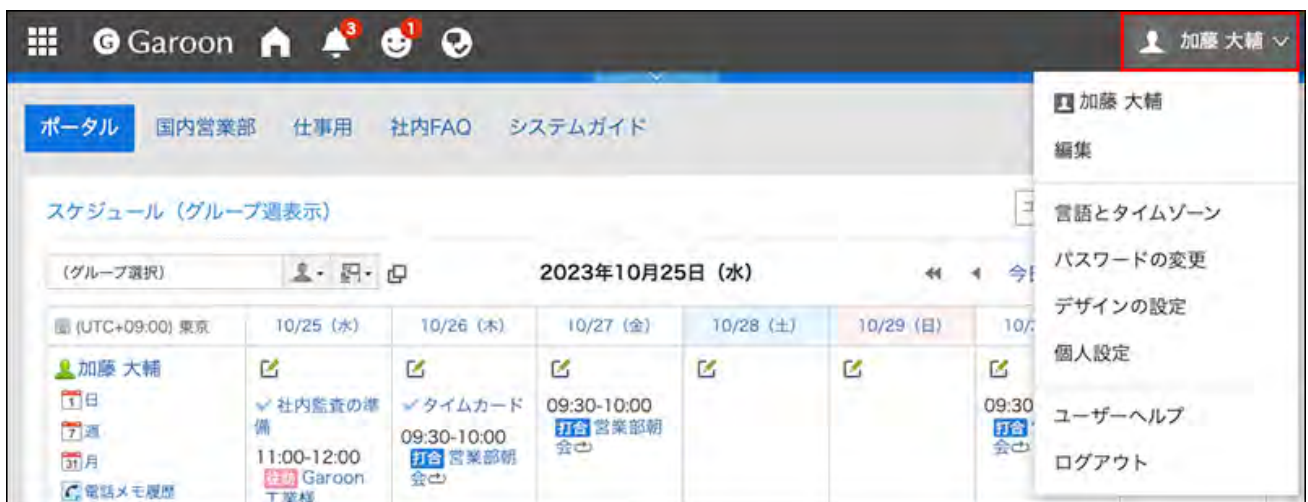 G Garoon 3 1 加藤 大輔
加藤 大輔
編集
言語とタイムゾーン
パスワードの変更
デザインの設定
個人設定
ユーザーヘルプ
ログアウト
ポータル 国内営業部 仕事用 社内FAQ システムガイド
スケジュール（グループ週表示）
(グループ選択) 2023年10月25日（水）
(UTC+09:00) 東京 10/25（水） 10/26（木） 10/27（金） 10/28（土） 10/29（日）
加藤 大輔
1 日
7 週
31 月
電話メモ履歴
社内監査の準
備
11:00-12:00
往訪 Garoon
工業様
タイムカード
09:30-10:00
打合 営業部朝
会
09:30-10:00
打合 営業部朝
会
09:30
打合
会